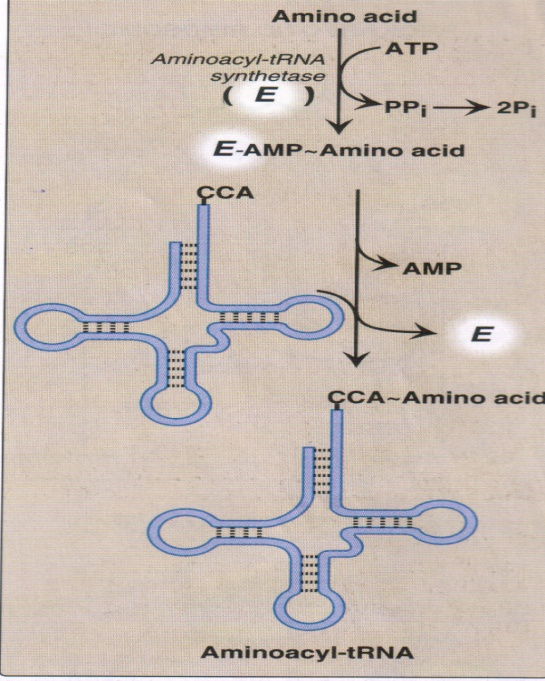 Amino acid
ATP
Aminoacyl-tRNA
synthetase
( E )
PPi → 2Pi
E-AMP~Amino acid
CCA
AMP
E
CCA~Amino acid
Aminoacyl-tRNA